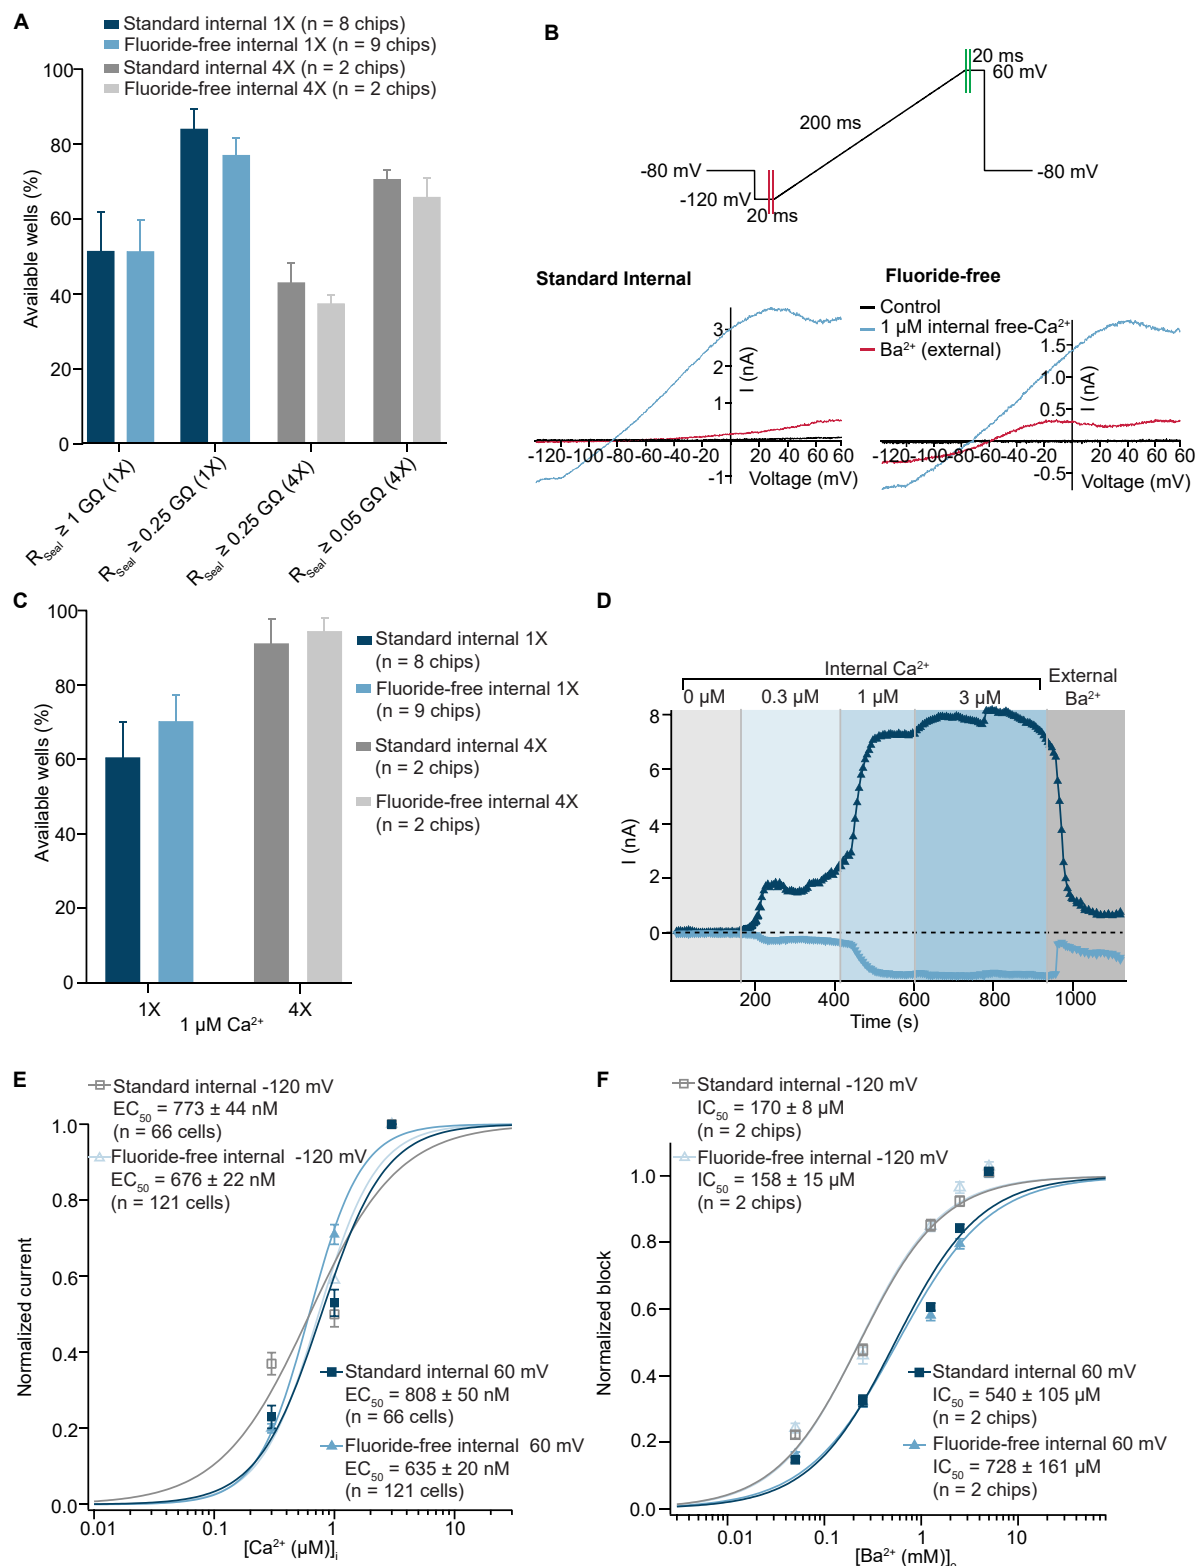 A
Standard internal 1X (n = 8 chips)
Fluoride-free internal 1X (n = 9 chips)
Standard internal 4X (n = 2 chips)
Fluoride-free internal 4X (n = 2 chips)
100
80
60
40
20
0
Available wells (%)
R_Seal ≥ 1 GΩ (1X)
R_Seal ≥ 0.25 GΩ (1X)
R_Seal ≥ 0.25 GΩ (4X)
R_Seal ≥ 0.05 GΩ (4X)
B
20 ms
60 mV
200 ms
-80 mV
-80 mV
-120 mV
20 ms
Standard Internal
3
2
1
-1
I (nA)
-120 -100 -80 -60 -40 -20 0 20 40 60 60
Voltage (mV)
Fluoride-free
Control
1 µM internal free-Ca²⁺
Ba²⁺ (external)
1.5
1.0
0.5
-0.5
I (nA)
-120 -100 -80 -60 -40 -20 0 20 40 60 60
Voltage (mV)
C
100
80
60
40
20
0
Available wells (%)
1X
4X
1 µM Ca²⁺
Standard internal 1X
(n = 8 chips)
Fluoride-free internal 1X
(n = 9 chips)
Standard internal 4X
(n = 2 chips)
Fluoride-free internal 4X
(n = 2 chips)
D
Internal Ca²⁺
External
Ba²⁺
0 µM
0.3 µM
1 µM
3 µM
8
6
4
2
0
I (nA)
200 400 600 800 1000
Time (s)
E
Standard internal -120 mV
EC₅₀ = 773 ± 44 nM
(n = 66 cells)
Fluoride-free internal -120 mV
EC₅₀ = 676 ± 22 nM
(n = 121 cells)
1.0
0.8
0.6
0.4
0.2
0.0
Normalized current
Standard internal 60 mV
EC₅₀ = 808 ± 50 nM
(n = 66 cells)
Fluoride-free internal 60 mV
EC₅₀ = 635 ± 20 nM
(n = 121 cells)
0.01 0.1 1 10
[Ca²⁺ (µM)]ᵢ
F
Standard internal -120 mV
IC₅₀ = 170 ± 8 µM
(n = 2 chips)
Fluoride-free internal -120 mV
IC₅₀ = 158 ± 15 µM
(n = 2 chips)
1.0
0.8
0.6
0.4
0.2
0.0
Normalized block
Standard internal 60 mV
IC₅₀ = 540 ± 105 µM
(n = 2 chips)
Fluoride-free internal 60 mV
IC₅₀ = 728 ± 161 µM
(n = 2 chips)
0.01 0.1 1 10
[Ba²⁺ (mM)]ₒ